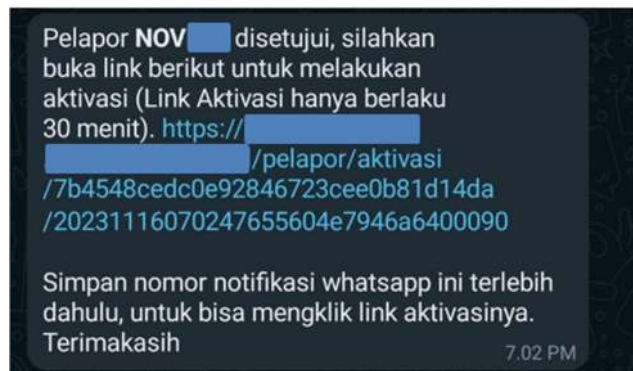 Pelapor NOV disetujui, silahkan
buka link berikut untuk melakukan
aktivasi (Link Aktivasi hanya berlaku
30 menit). https://
/pelapor/aktivasi
/7b4548cedc0e92846723cee0b81d14da
/20231116070247655604e7946a6400090
Simpan nomor notifikasi whatsapp ini terlebih
dahulu, untuk bisa mengklik link aktivasinya.
Terimakasih
7.02 PM